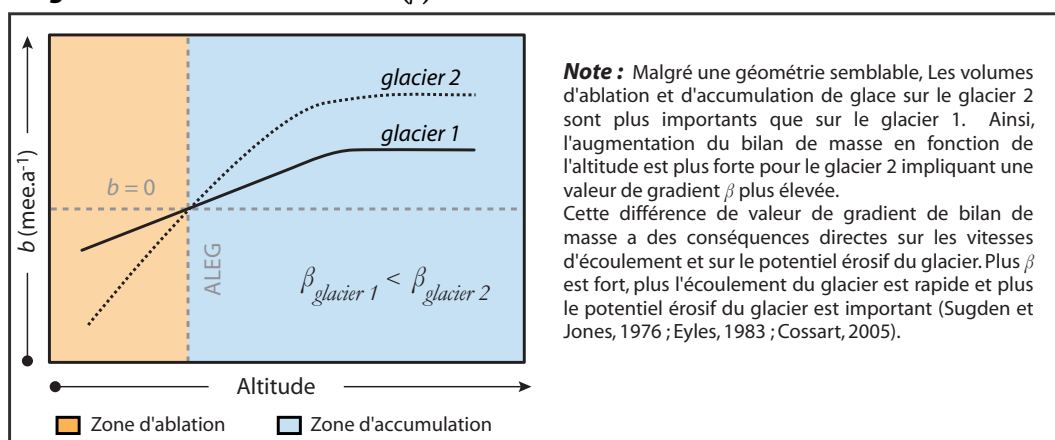 (β)
glacier 2
glacier 1
b = 0
b (mee.a⁻¹)
ALEG
β glacier 1 < β glacier 2
Altitude
Zone d'ablation
Zone d'accumulation
Note : Malgré une géométrie semblable, Les volumes
d'ablation et d'accumulation de glace sur le glacier 2
sont plus importants que sur le glacier 1. Ainsi,
l'augmentation du bilan de masse en fonction de
l'altitude est plus forte pour le glacier 2 impliquant une
valeur de gradient β plus élevée.
Cette différence de valeur de gradient de bilan de
masse a des conséquences directes sur les vitesses
d'écoulement et sur le potentiel érosif du glacier. Plus β
est fort, plus l'écoulement du glacier est rapide et plus
le potentiel érosif du glacier est important (Sugden et
Jones, 1976 ; Eyles, 1983 ; Cossart, 2005).